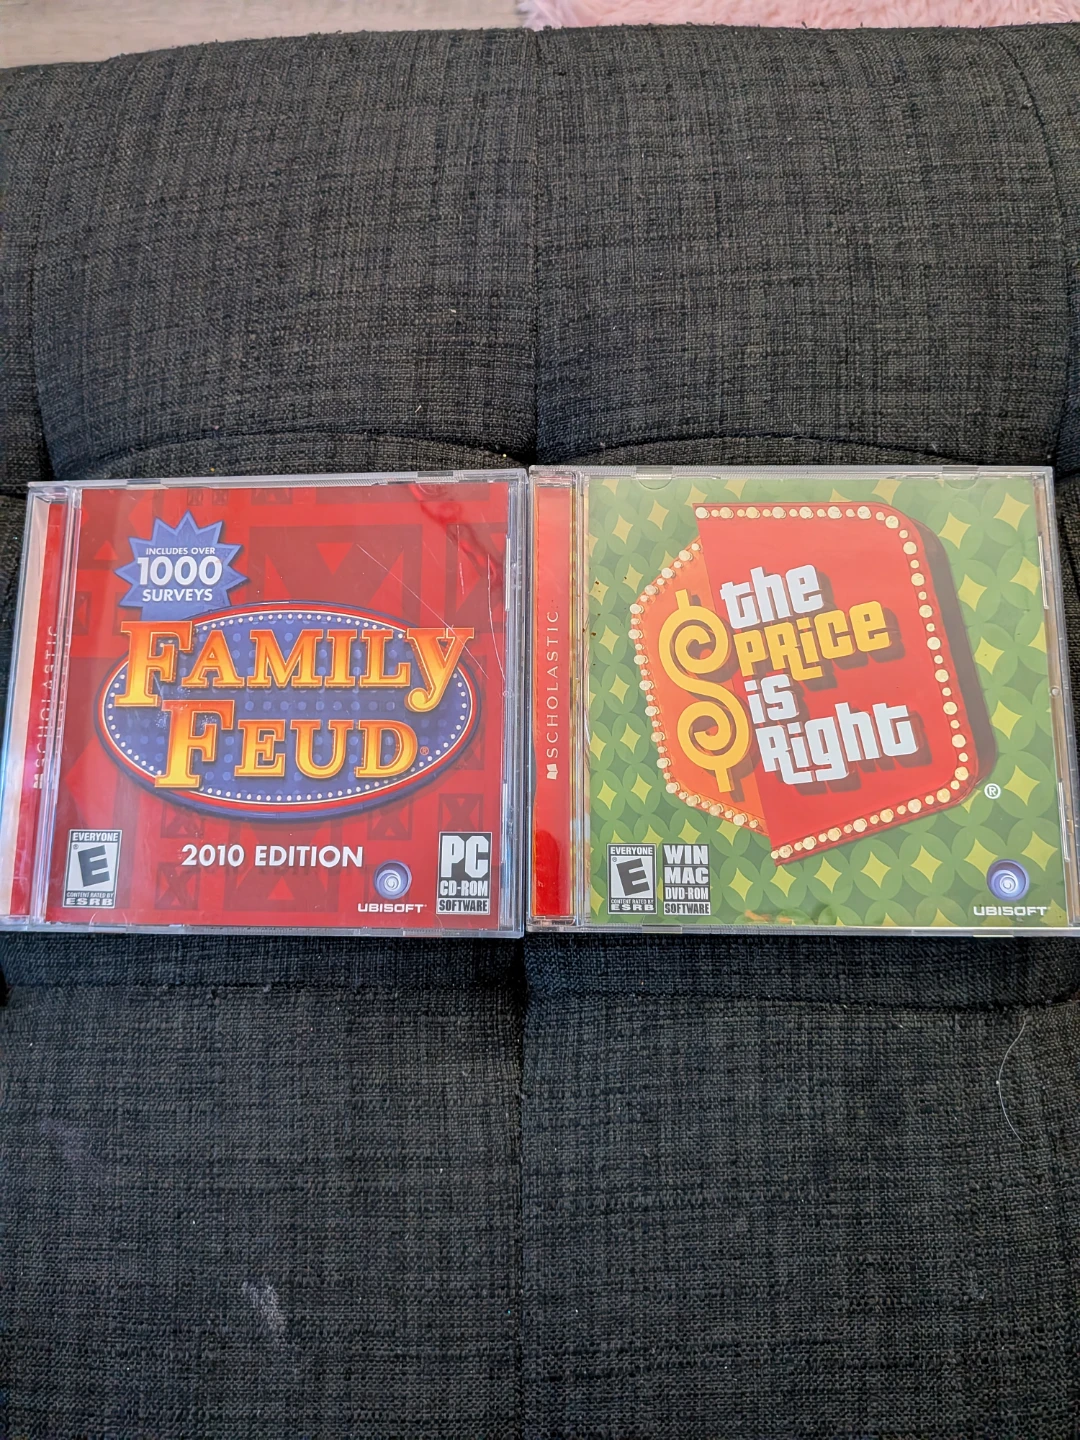 SCHOLASTIC
INCLUDES OVER
1000
SURVEYS
FAMILY
FEUD®
2010 EDITION
EVERYONE
E
CONTENT RATED BY
ESRB
UBISOFT
PC
CD-ROM
SOFTWARE
SCHOLASTIC
the
PRiCe
is
Right
®
EVERYONE
E
CONTENT RATED BY
ESRB
WIN
MAC
DVD-ROM
SOFTWARE
UBISOFT